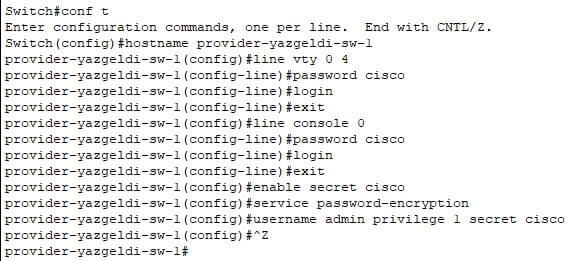 Switch#conf t
Enter configuration commands, one per line.  End with CNTL/Z.
Switch(config)#hostname provider-yazgeldi-sw-1
provider-yazgeldi-sw-1(config)#line vty 0 4
provider-yazgeldi-sw-1(config-line)#password cisco
provider-yazgeldi-sw-1(config-line)#login
provider-yazgeldi-sw-1(config-line)#exit
provider-yazgeldi-sw-1(config)#line console 0
provider-yazgeldi-sw-1(config-line)#password cisco
provider-yazgeldi-sw-1(config-line)#login
provider-yazgeldi-sw-1(config-line)#exit
provider-yazgeldi-sw-1(config)#enable secret cisco
provider-yazgeldi-sw-1(config)#service password-encryption
provider-yazgeldi-sw-1(config)#username admin privilege 1 secret cisco
provider-yazgeldi-sw-1(config)#^Z
provider-yazgeldi-sw-1#